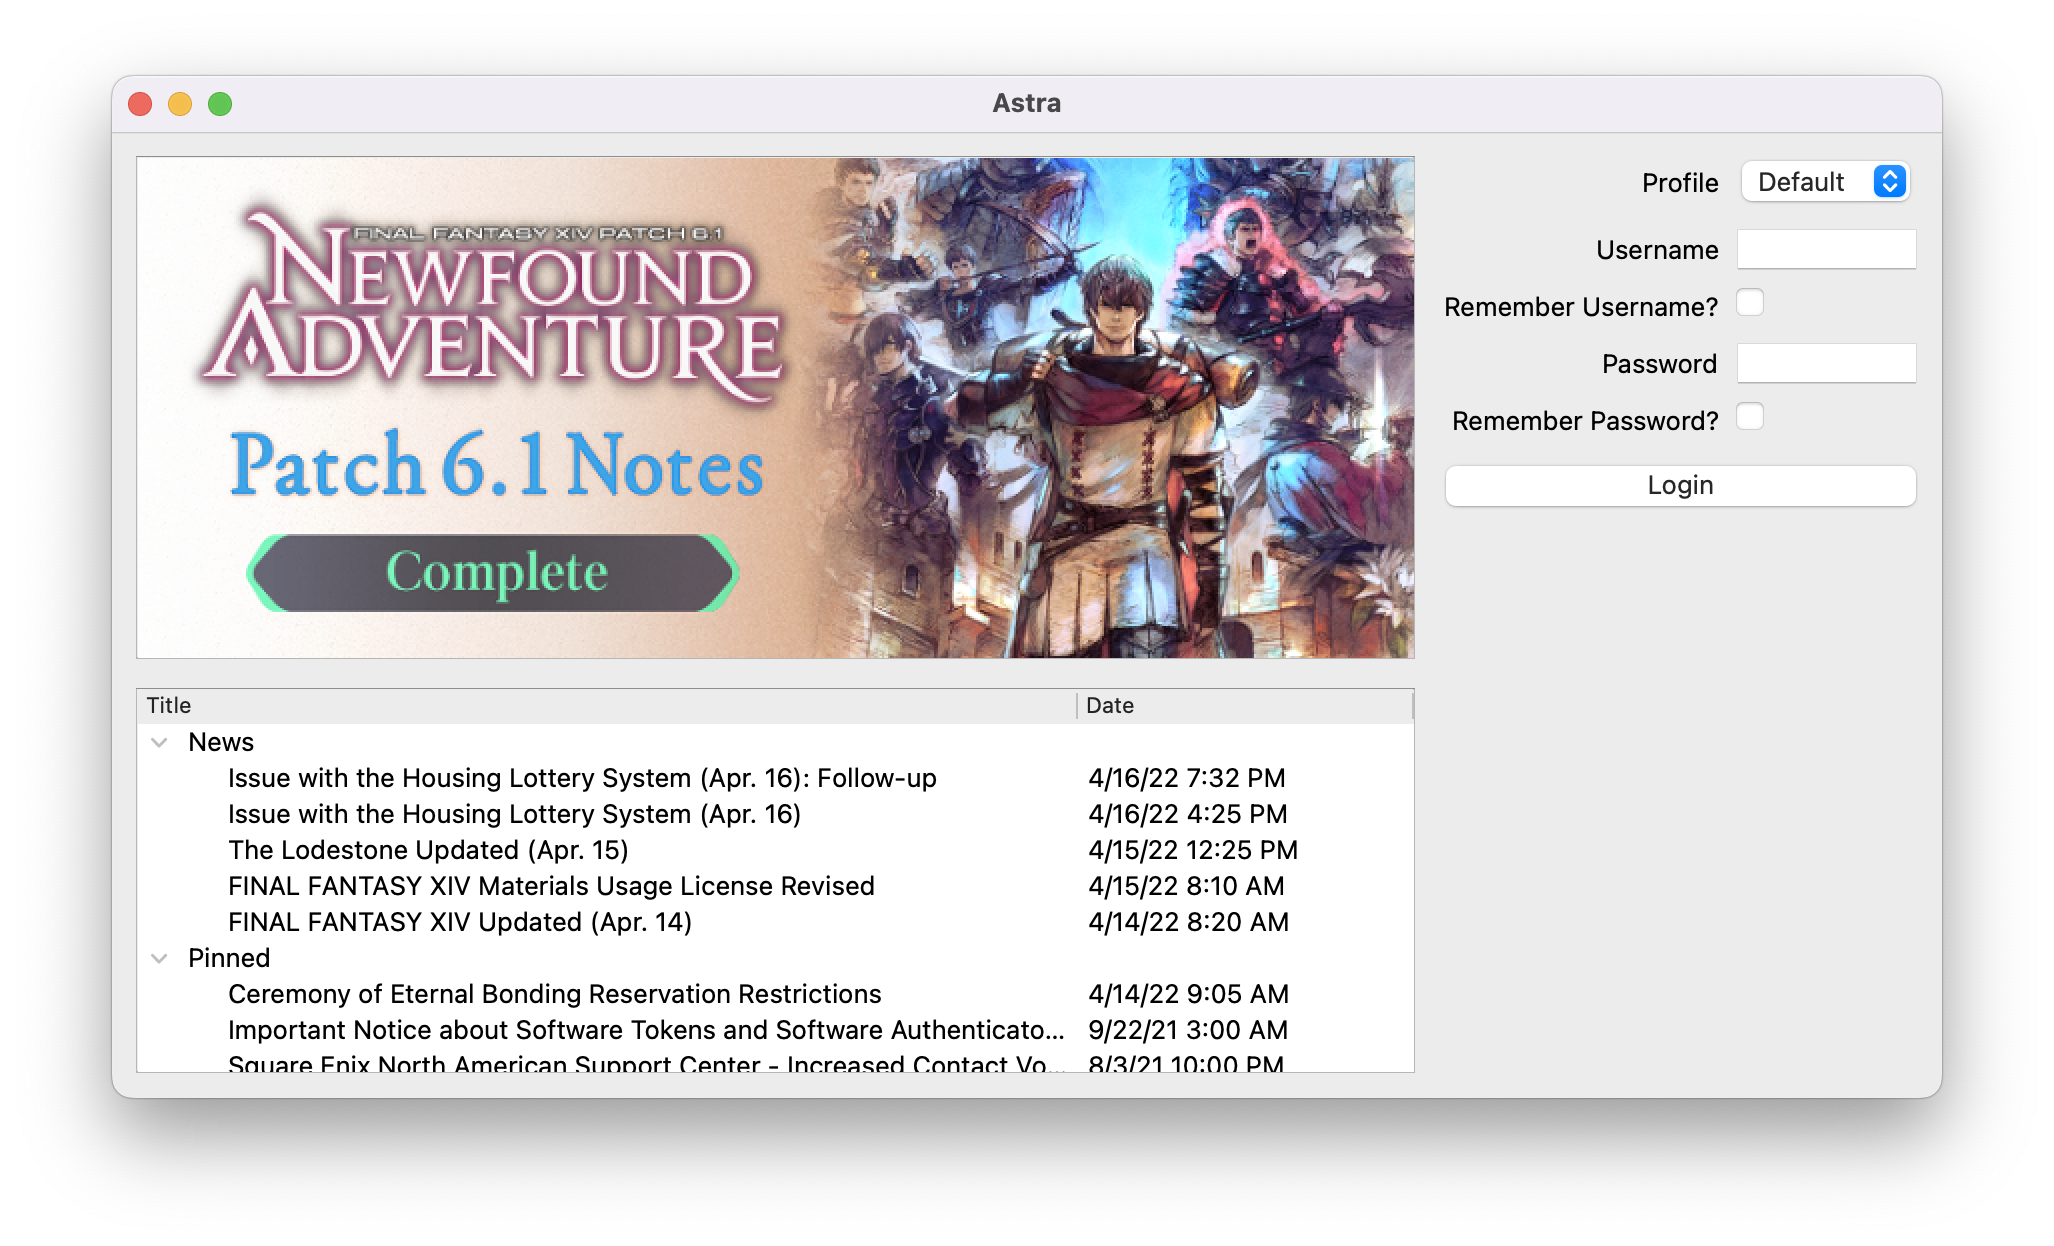 Astra
FINAL FANTASY XIV PATCH 6.1
NEWFOUND
ADVENTURE
Patch 6.1 Notes
Complete
Profile
Default
Username
Remember Username?
Password
Remember Password?
Login
Title Date
News
Issue with the Housing Lottery System (Apr. 16): Follow-up 4/16/22 7:32 PM
Issue with the Housing Lottery System (Apr. 16) 4/16/22 4:25 PM
The Lodestone Updated (Apr. 15) 4/15/22 12:25 PM
FINAL FANTASY XIV Materials Usage License Revised 4/15/22 8:10 AM
FINAL FANTASY XIV Updated (Apr. 14) 4/14/22 8:20 AM
Pinned
Ceremony of Eternal Bonding Reservation Restrictions 4/14/22 9:05 AM
Important Notice about Software Tokens and Software Authenticato... 9/22/21 3:00 AM
Square Enix North American Support Center - Increased Contact Vo... 8/3/21 10:00 PM